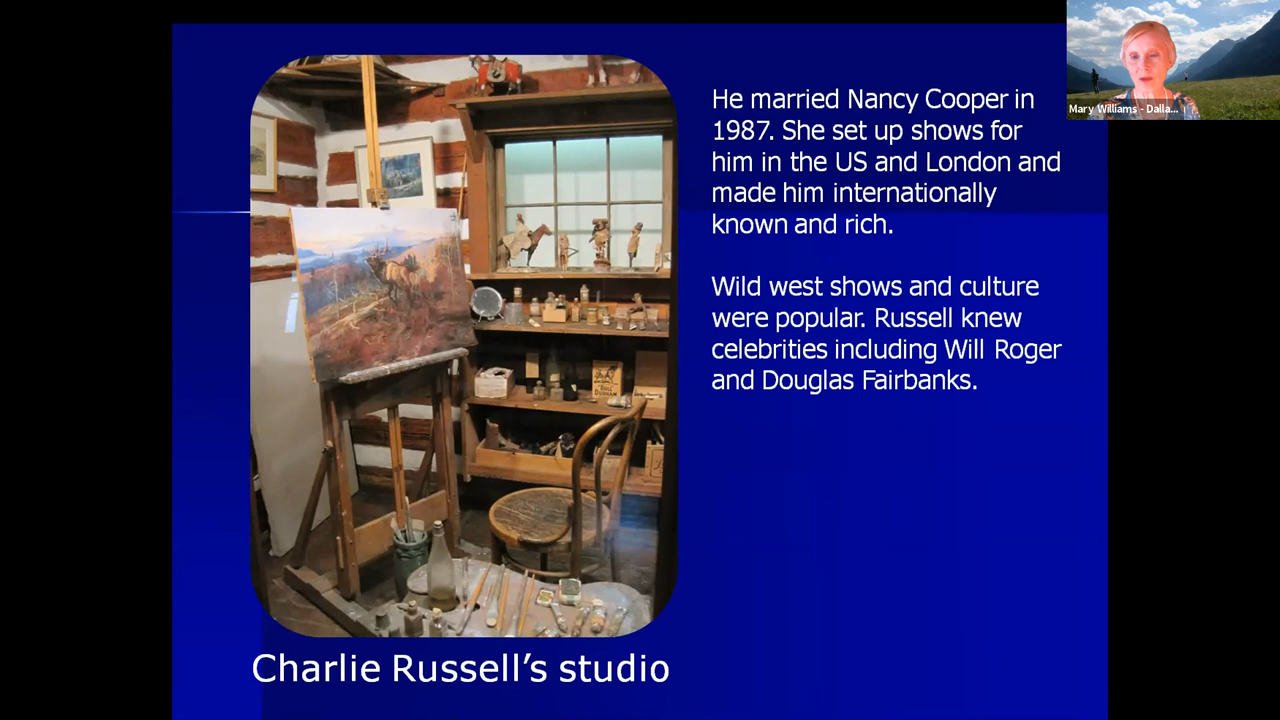 He married Nancy Cooper in
1987. She set up shows for
him in the US and London and
made him internationally
known and rich.
Wild west shows and culture
were popular. Russell knew
celebrities including Will Roger
and Douglas Fairbanks.
Charlie Russell’s studio
Mary Williams - Dalla...